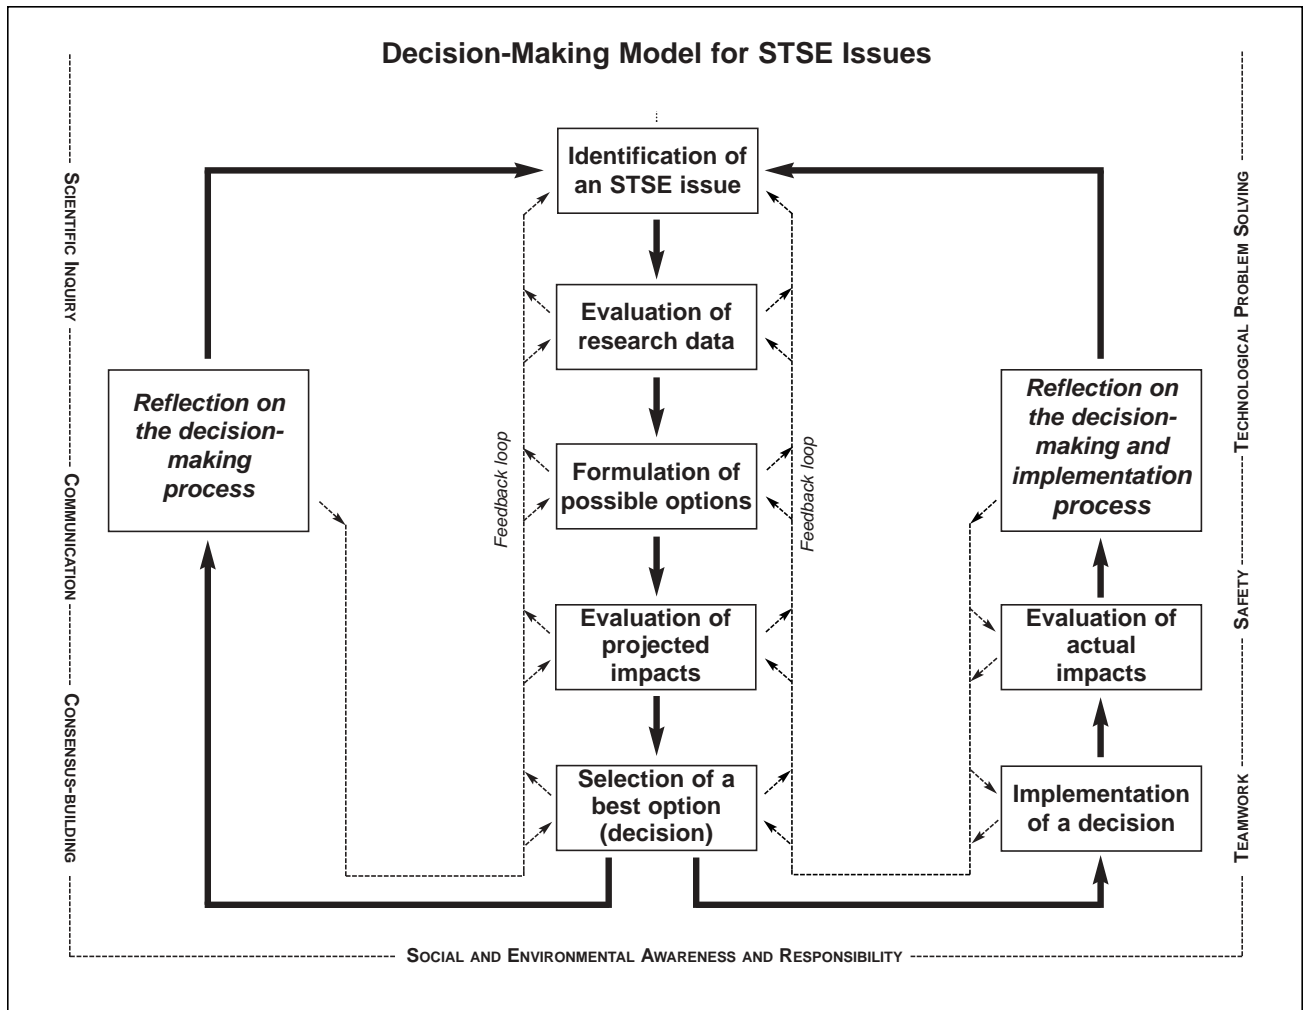 Decision-Making Model for STSE Issues
Identification of
an STSE issue
Evaluation of
research data
Formulation of
possible options
Evaluation of
projected
impacts
Selection of a
best option
(decision)
Reflection on
the decision-
making
process
Reflection on
the decision-
making and
implementation
process
Evaluation of
actual
impacts
Implementation
of a decision
Feedback loop
Feedback loop
SCIENTIFIC INQUIRY
COMMUNICATION
CONSENSUS-BUILDING
TECHNOLOGICAL PROBLEM SOLVING
SAFETY
TEAMWORK
SOCIAL AND ENVIRONMENTAL AWARENESS AND RESPONSIBILITY